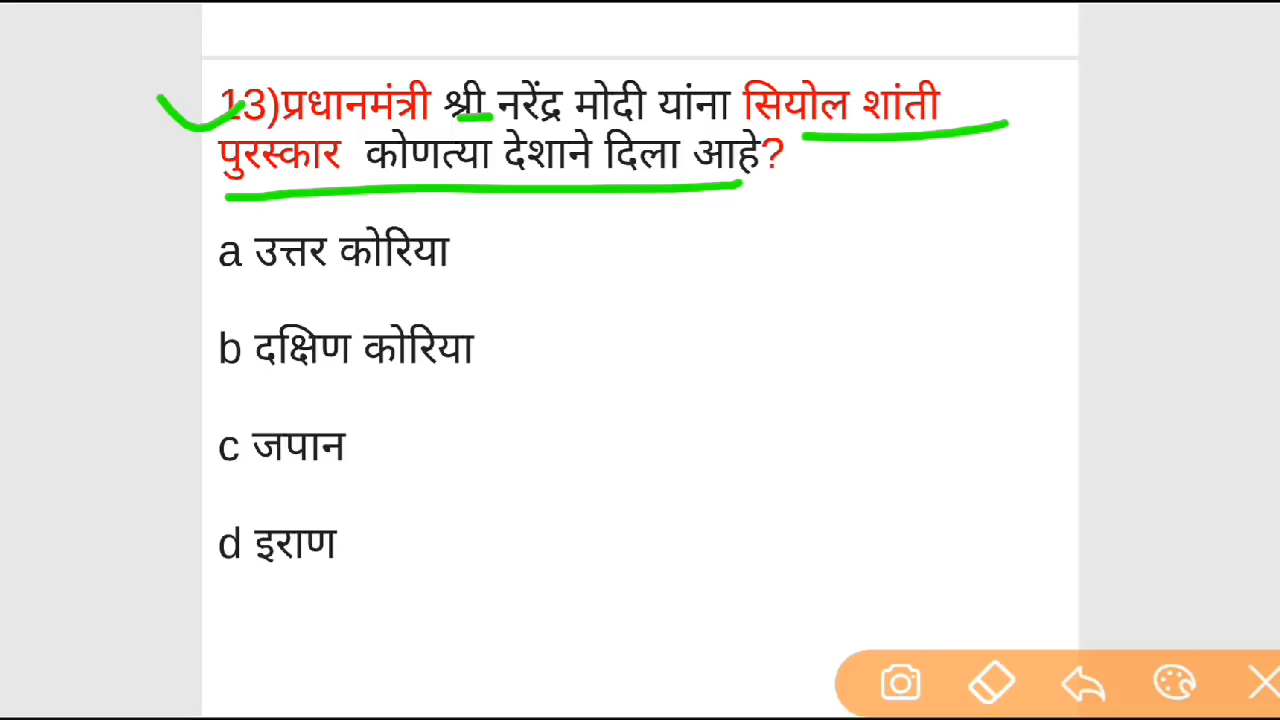 13)प्रधानमंत्री श्री नरेंद्र मोदी यांना सियोल शांती
पुरस्कार कोणत्या देशाने दिला आहे?
a उत्तर कोरिया
b दक्षिण कोरिया
c जपान
d इराण